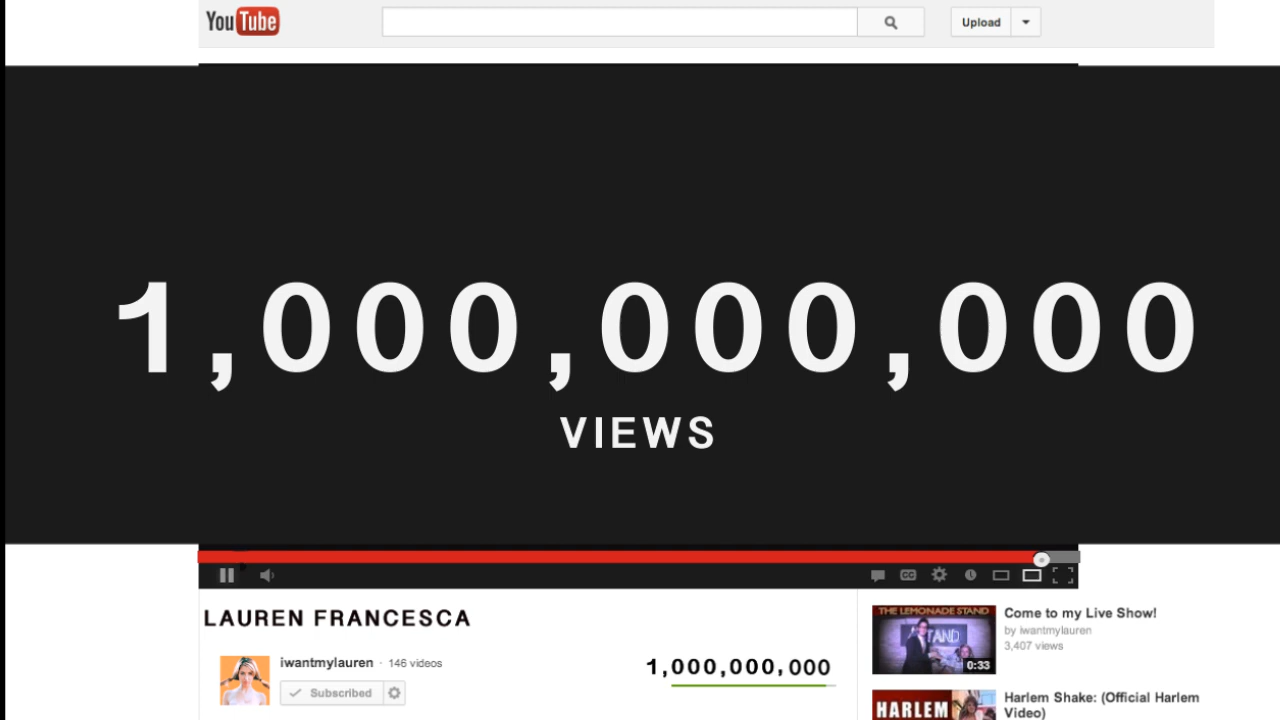 YouTube
Upload
1,000,000,000
VIEWS
CC
LAUREN FRANCESCA
iwantmylauren · 146 videos
Subscribed
1,000,000,000
THE LEMONADE STAND
STAND
0:33
Come to my Live Show!
by iwantmylauren
3,407 views
HARLEM
Harlem Shake: (Official Harlem
Video)